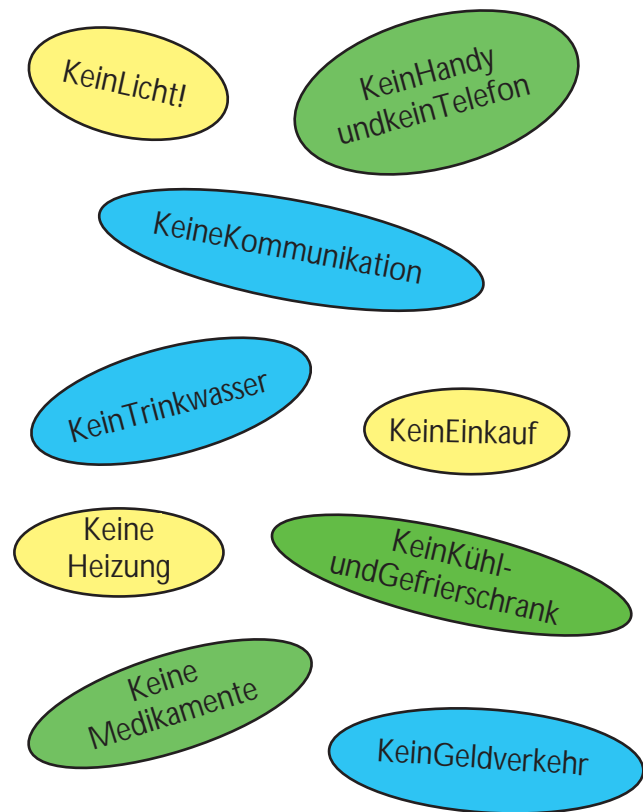 KeinLicht!
KeinHandy
undkeinTelefon
KeineKommunikation
KeinTrinkwasser
KeinEinkauf
Keine
Heizung
KeinKühl-
undGefrierschrank
Keine
Medikamente
KeinGeldverkehr